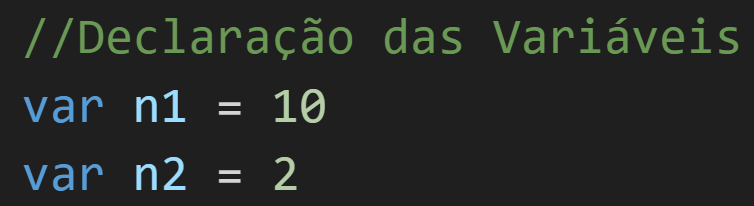 //Declaração das Variáveis
var n1 = 10
var n2 = 2